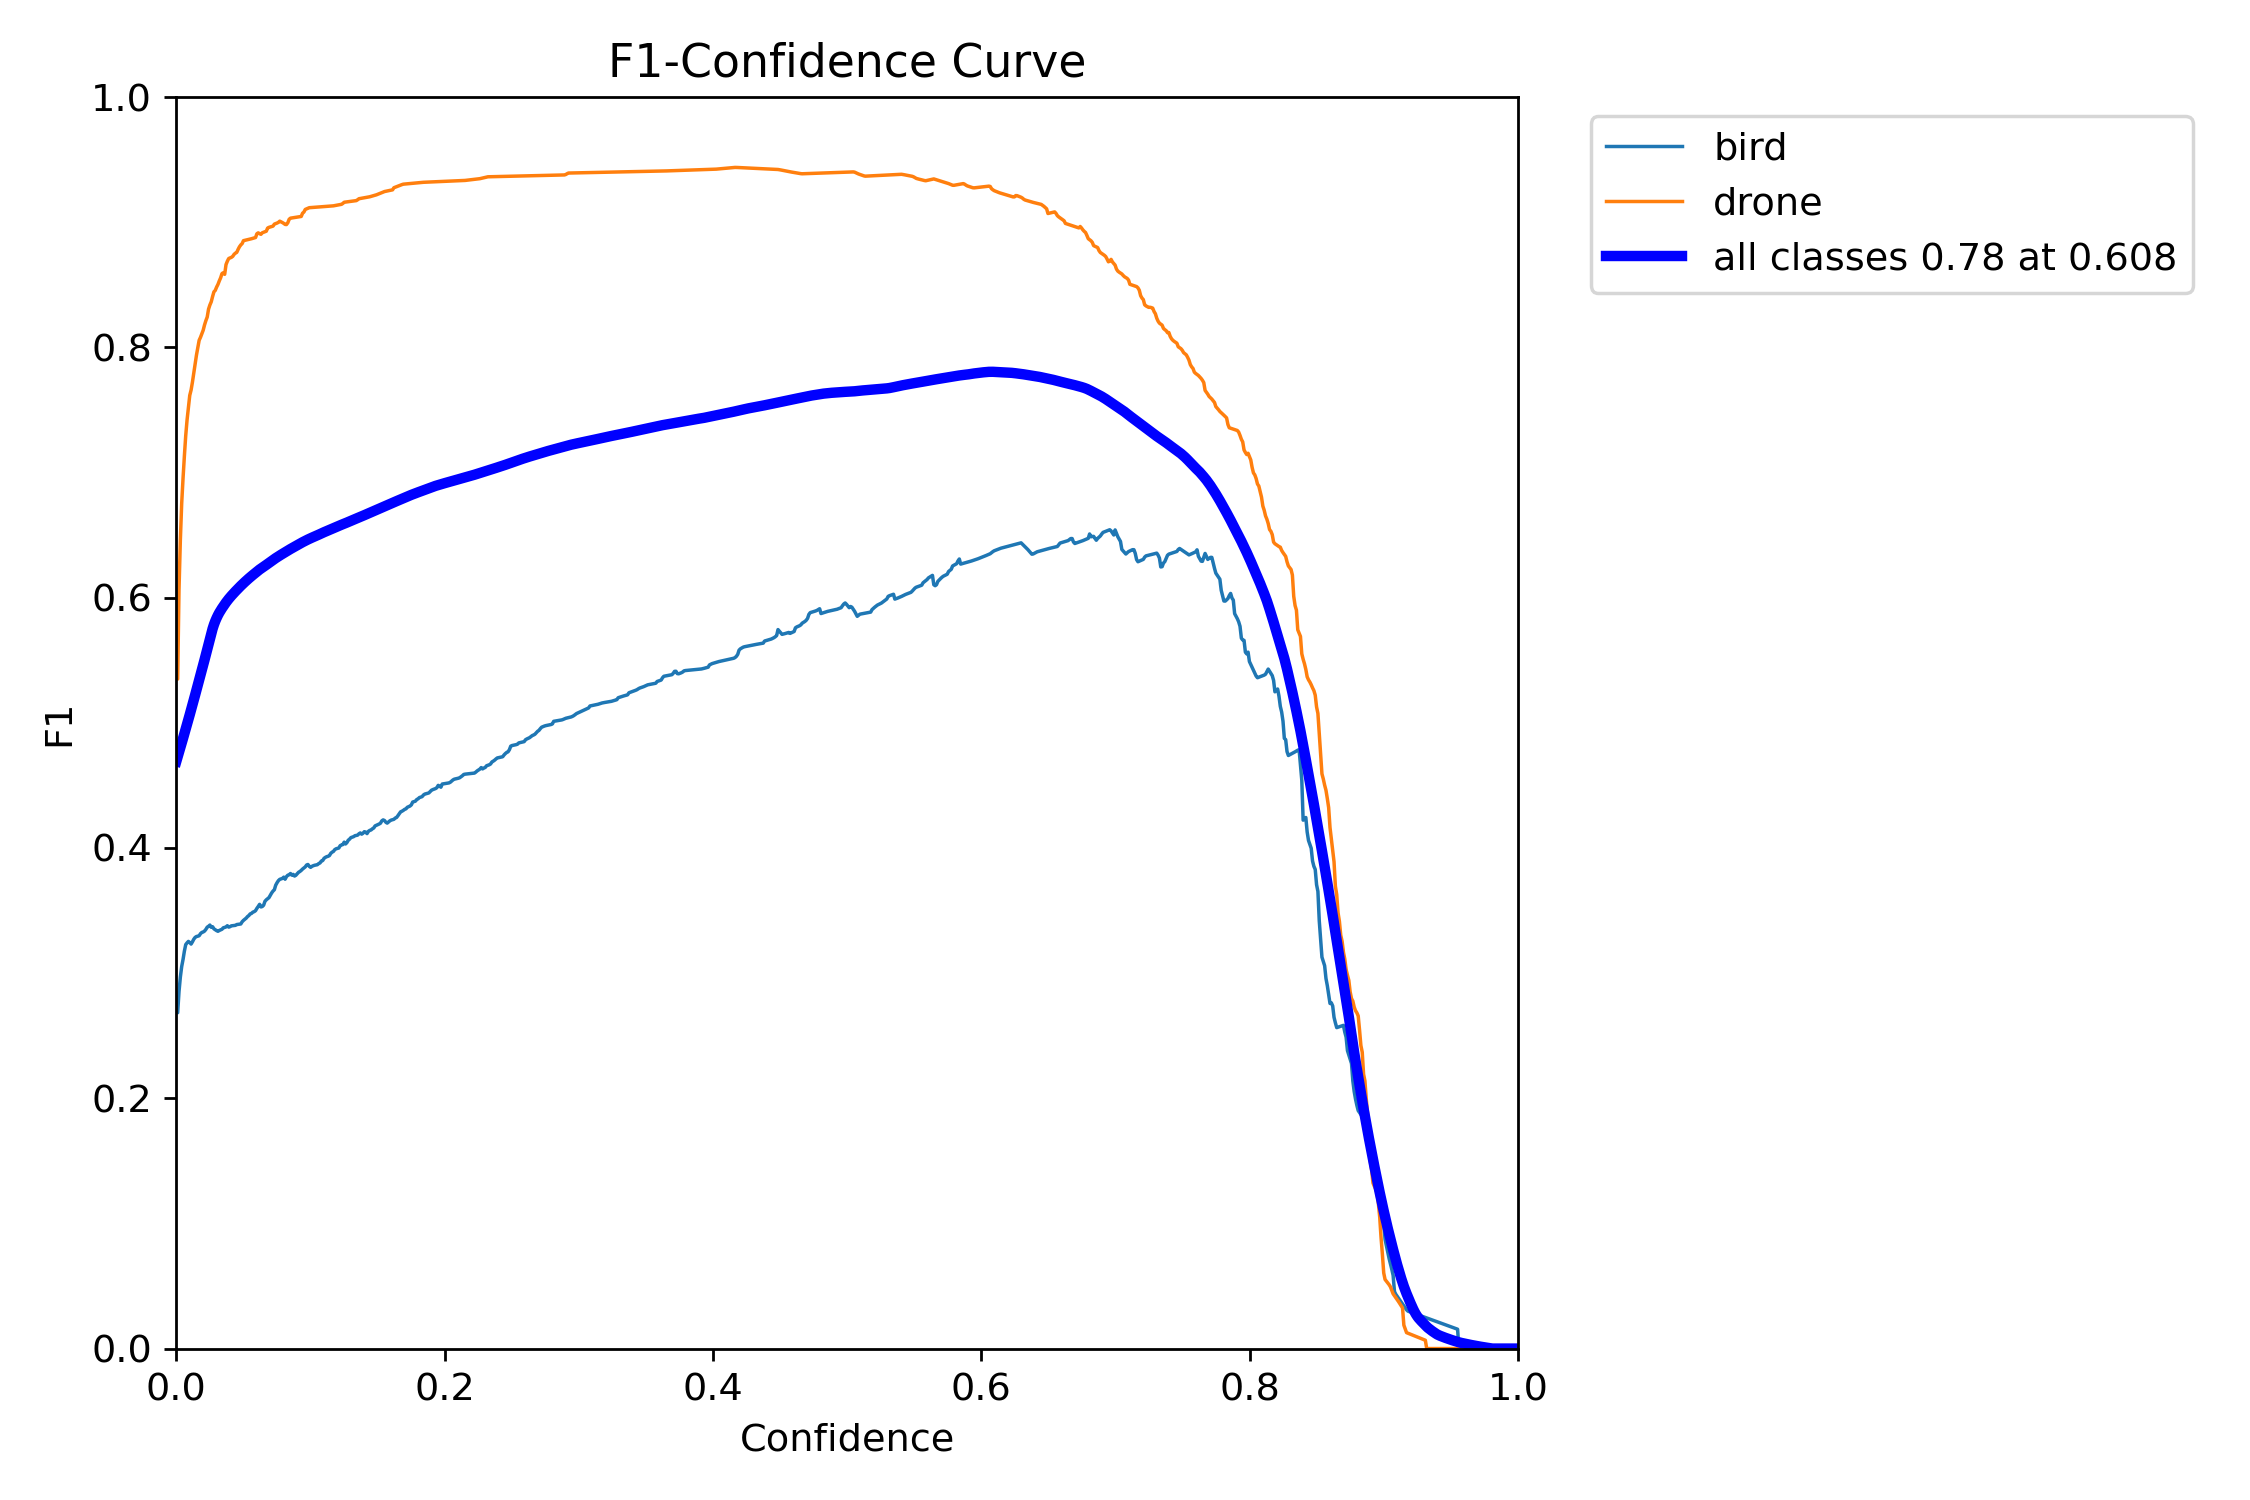 F1-Confidence Curve
1.0
0.8
0.6
0.4
0.2
0.0
F1
0.0 0.2 0.4 0.6 0.8 1.0
Confidence
bird
drone
all classes 0.78 at 0.608